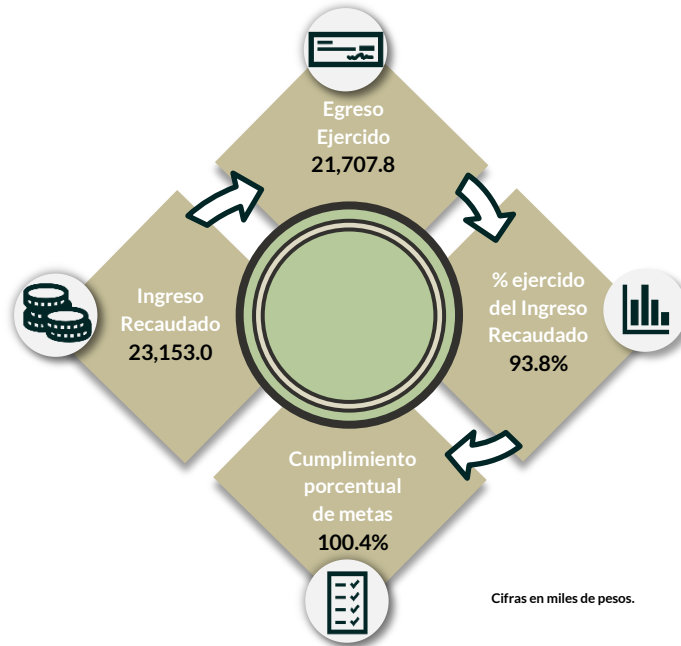 Egreso
Ejercido
21,707.8
Ingreso
Recaudado
23,153.0
% ejercido
del Ingreso
Recaudado
93.8%
Cumplimiento
porcentual
de metas
100.4%
Cifras en miles de pesos.